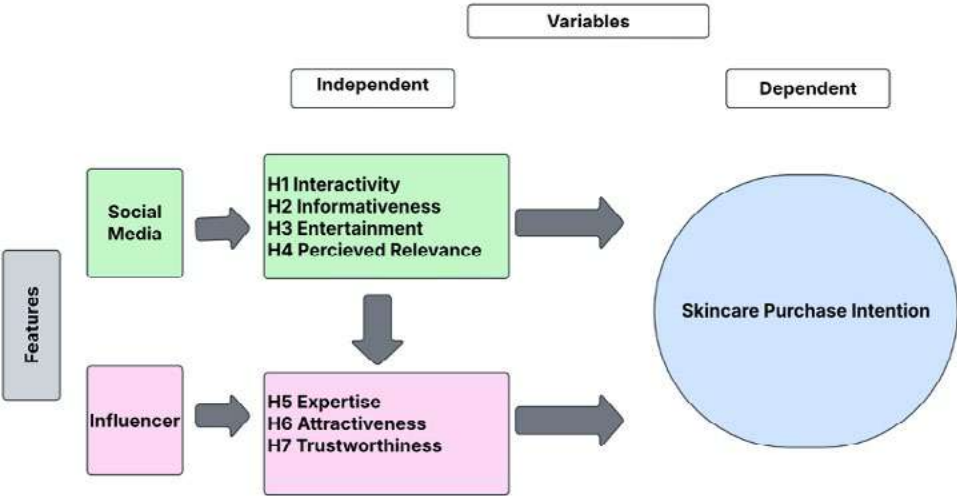 Variables
Independent
Dependent
Social
Media
H1 Interactivity
H2 Informativeness
H3 Entertainment
H4 Percieved Relevance
Skincare Purchase Intention
Features
Influencer
H5 Expertise
H6 Attractiveness
H7 Trustworthiness